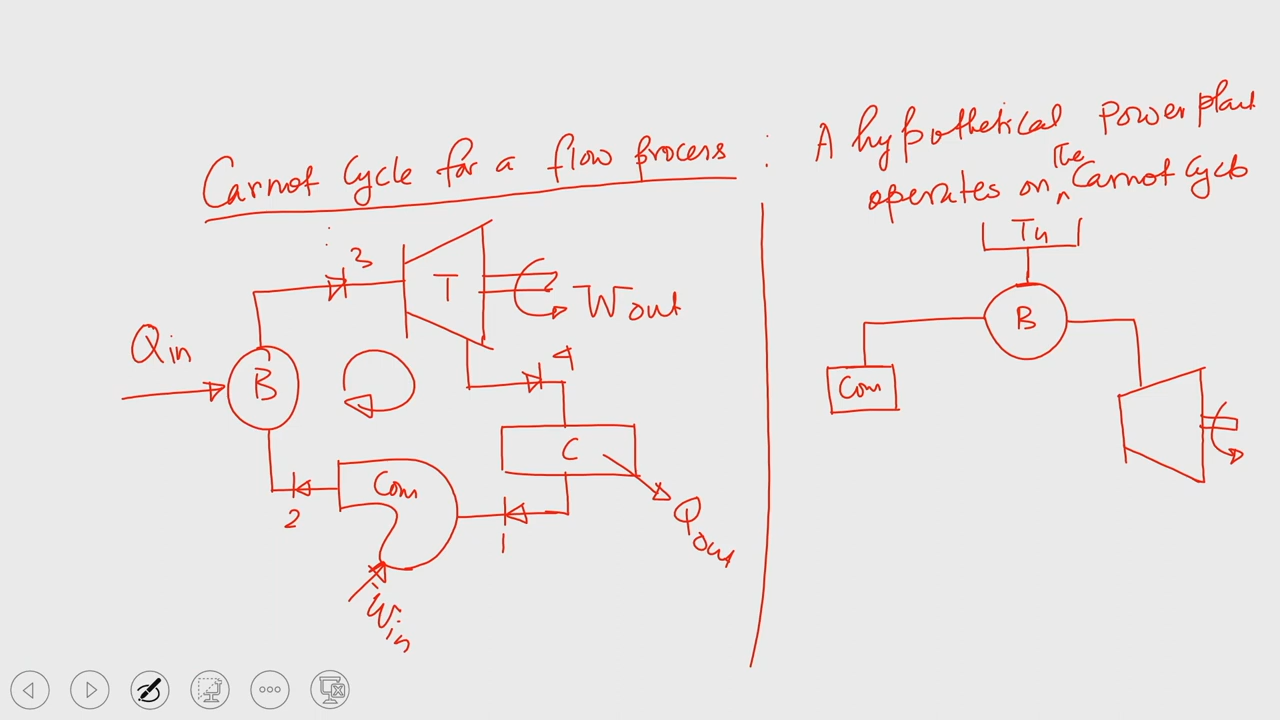 Carnot Cycle for a flow process :
A hypothetical Power plant
operates on The Carnot Cycle
3
T
Wout
Qin
B
4
C
Com
2
1
Qout
Win
TH
B
Com